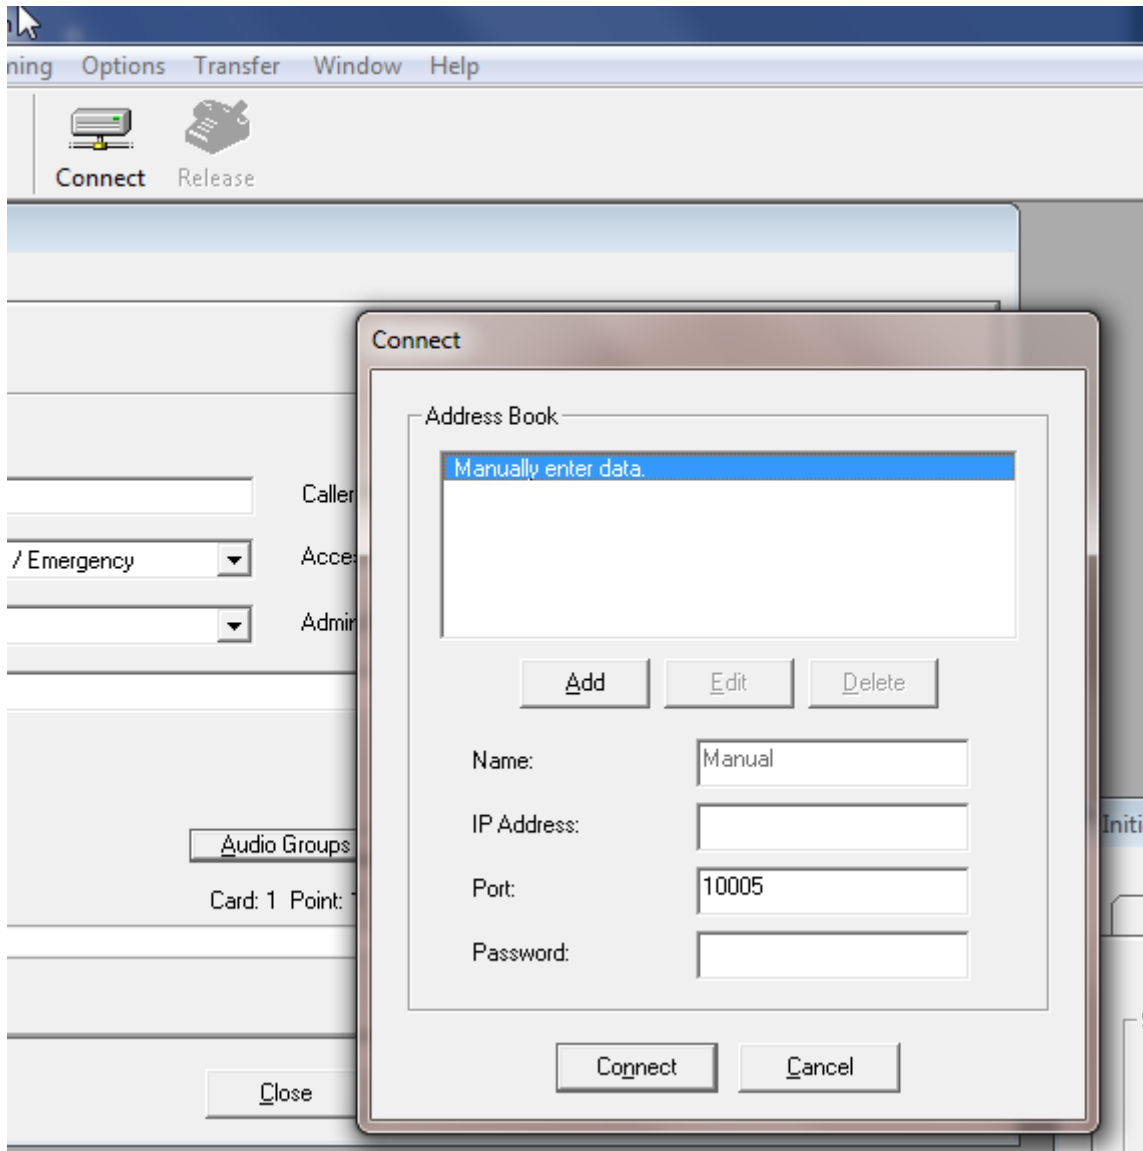 Options Transfer Window Help
Connect Release
Connect
Address Book
Manually enter data.
Caller
/ Emergency
Add Edit Delete
Name: Manual
IP Address:
Audio Groups
Port: 10005
Card: 1 Point:
Password:
Connect Cancel
Close